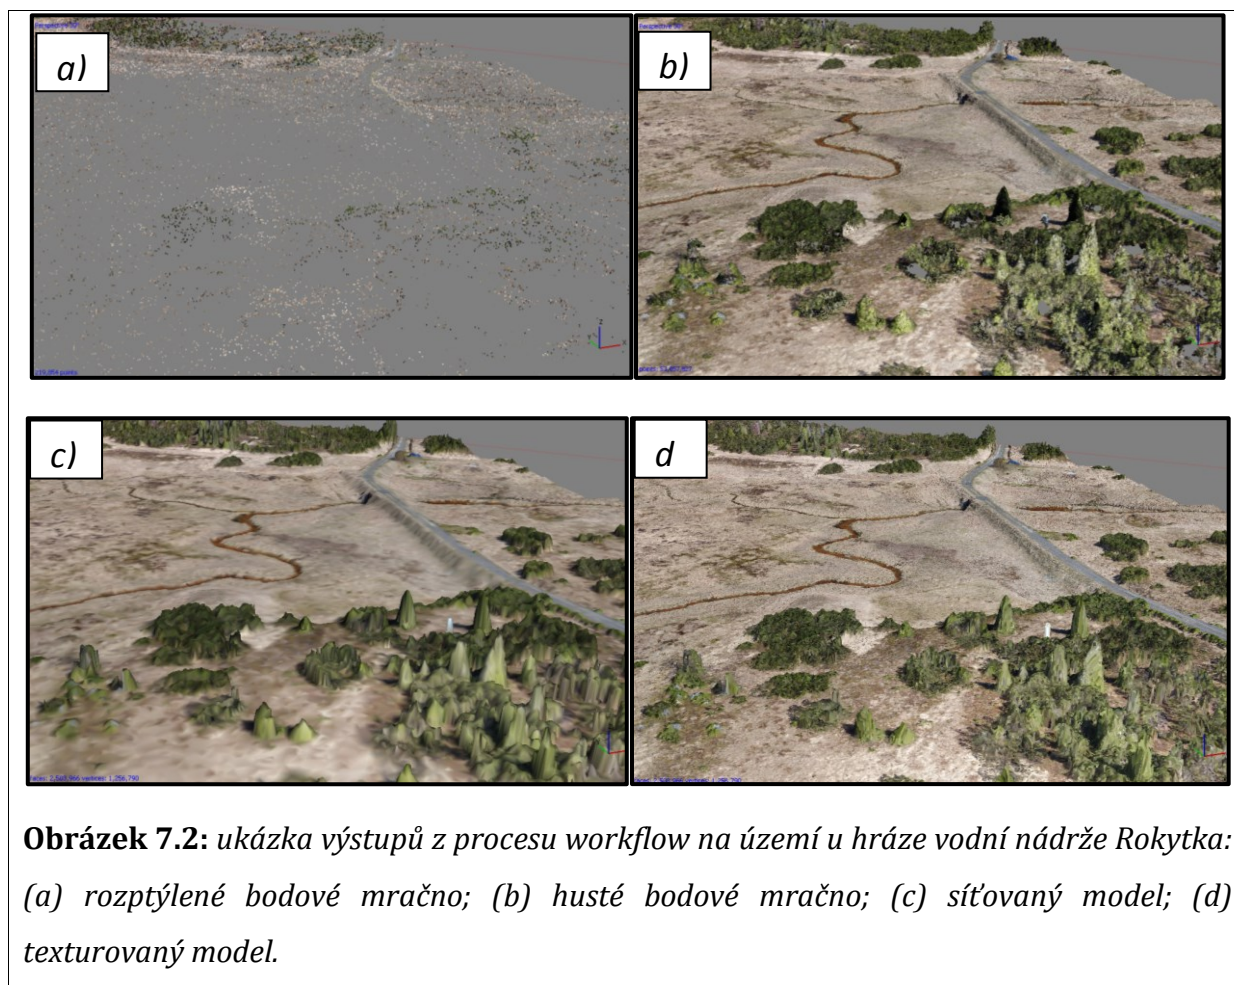 a)
b)
c)
d
Obrázek 7.2: ukázka výstupů z procesu workflow na území u hráze vodní nádrže Rokytka:
(a) rozptýlené bodové mračno; (b) husté bodové mračno; (c) síťovaný model; (d)
texturovaný model.